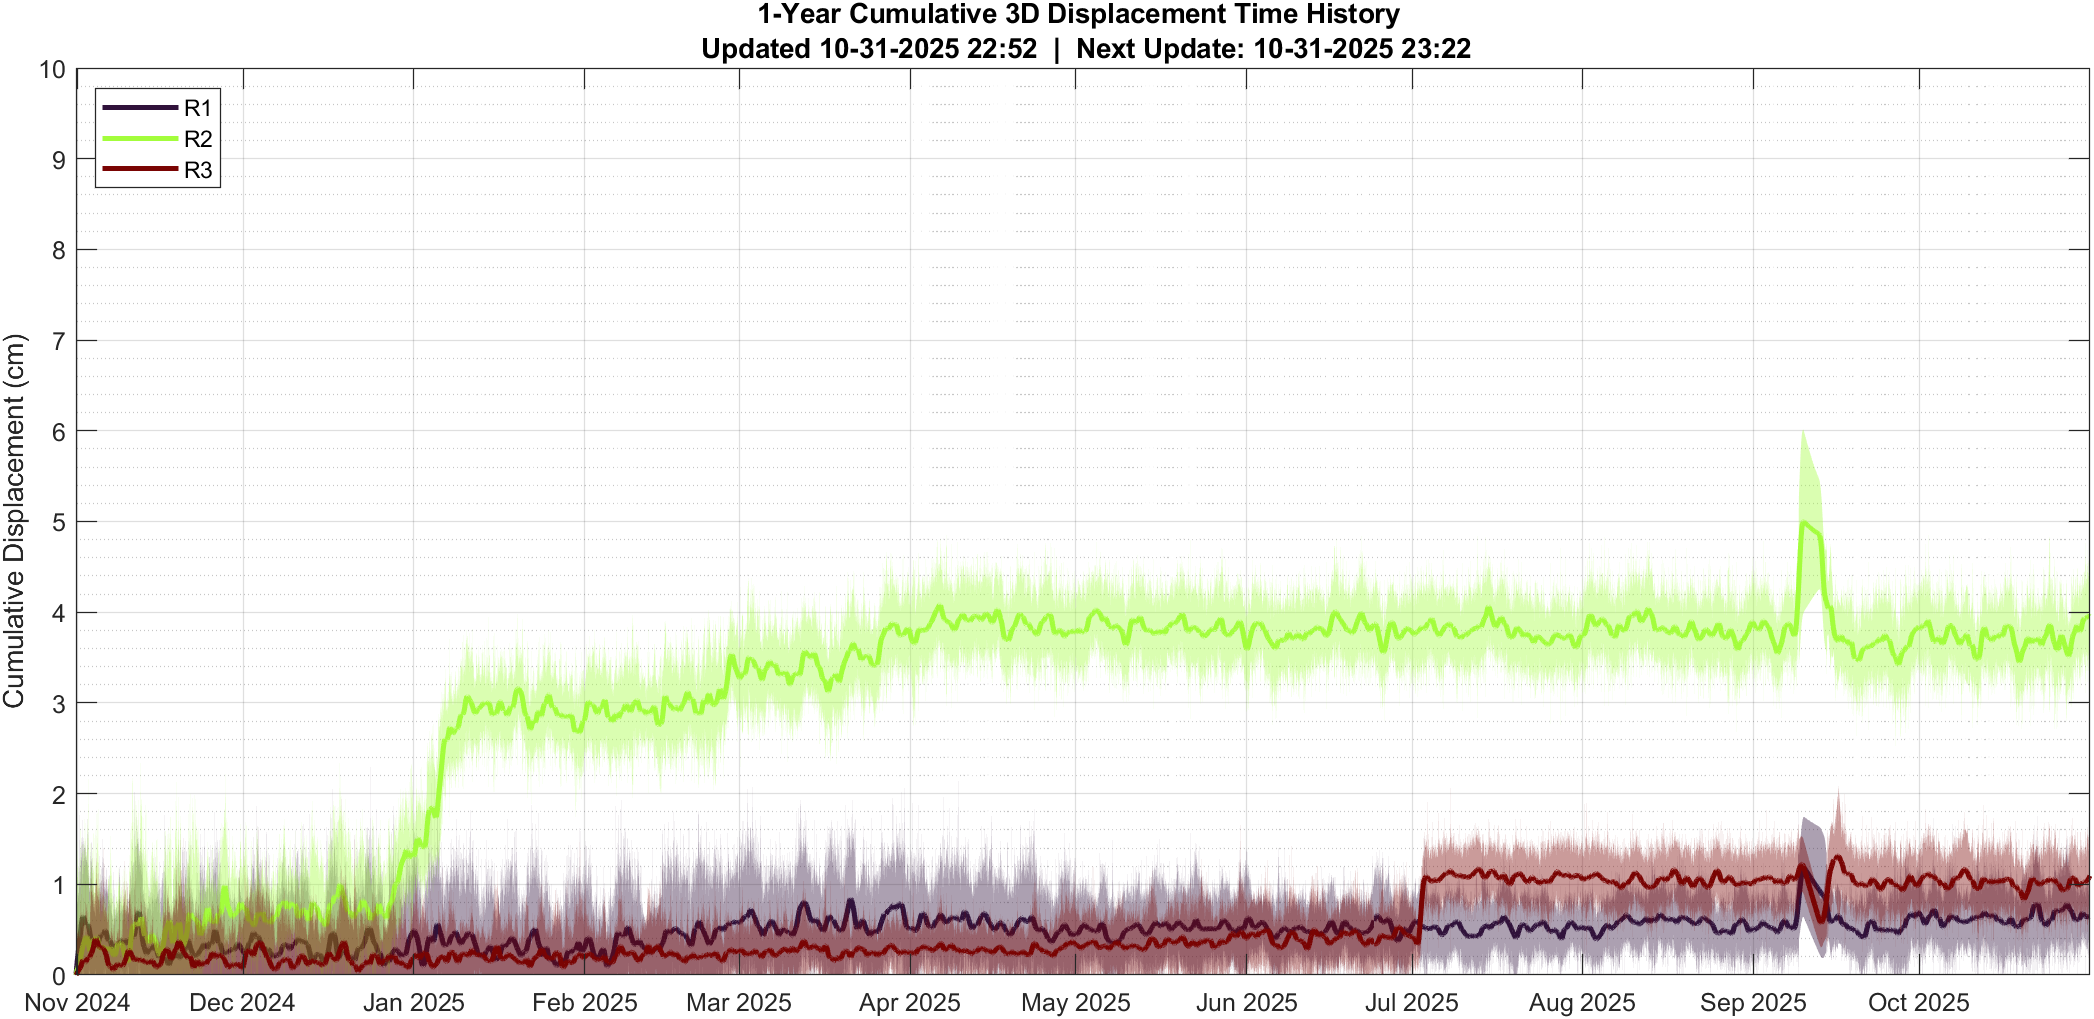 1-Year Cumulative 3D Displacement Time History
Updated 10-31-2025 22:52 | Next Update: 10-31-2025 23:22
Cumulative Displacement (cm)
10
9
8
7
6
5
4
3
2
1
0
R1
R2
R3
Nov 2024 Dec 2024 Jan 2025 Feb 2025 Mar 2025 Apr 2025 May 2025 Jun 2025 Jul 2025 Aug 2025 Sep 2025 Oct 2025